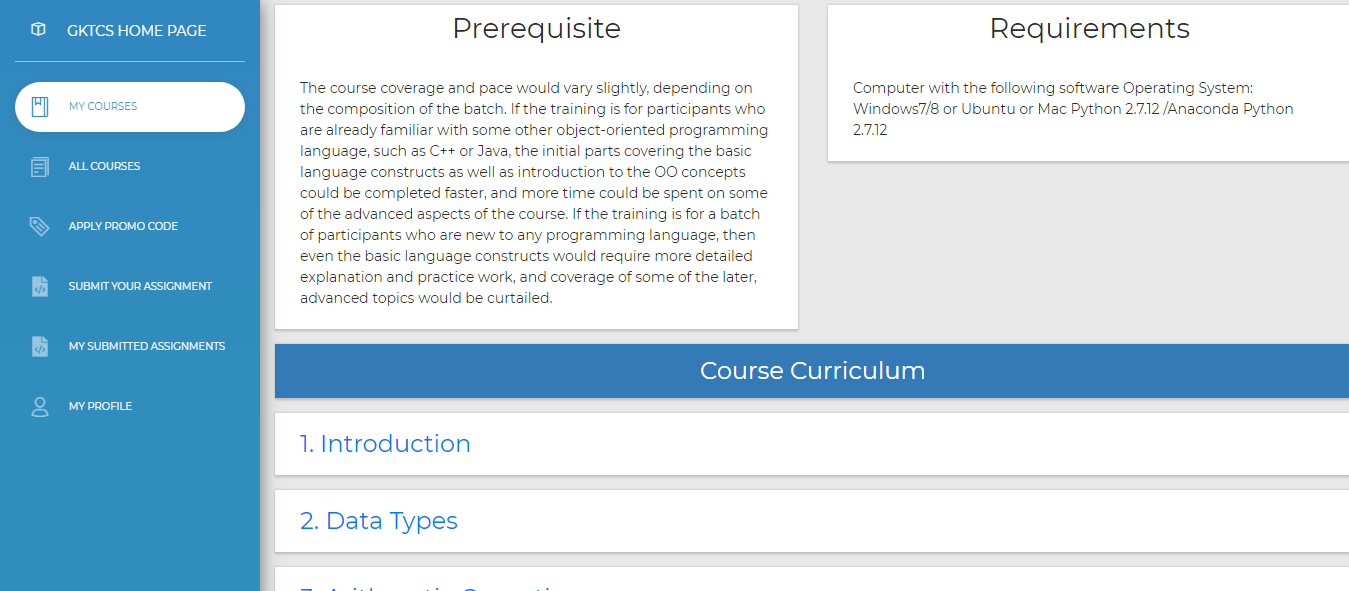 GKTCS HOME PAGE
MY COURSES
ALL COURSES
APPLY PROMO CODE
SUBMIT YOUR ASSIGNMENT
MY SUBMITTED ASSIGNMENTS
MY PROFILE
Prerequisite
The course coverage and pace would vary slightly, depending on
the composition of the batch. If the training is for participants who
are already familiar with some other object-oriented programming
language, such as C++ or Java, the initial parts covering the basic
language constructs as well as introduction to the OO concepts
could be completed faster, and more time could be spent on some
of the advanced aspects of the course. If the training is for a batch
of participants who are new to any programming language, then
even the basic language constructs would require more detailed
explanation and practice work, and coverage of some of the later,
advanced topics would be curtailed.
Requirements
Computer with the following software Operating System:
Windows7/8 or Ubuntu or Mac Python 2.7.12 /Anaconda Python
2.7.12
Course Curriculum
1. Introduction
2. Data Types